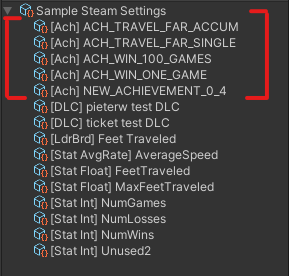 Sample Steam Settings
[Ach] ACH_TRAVEL_FAR_ACCUM
[Ach] ACH_TRAVEL_FAR_SINGLE
[Ach] ACH_WIN_100_GAMES
[Ach] ACH_WIN_ONE_GAME
[Ach] NEW_ACHIEVEMENT_0_4
[DLC] pieterw test DLC
[DLC] ticket test DLC
[LdrBrd] Feet Traveled
[Stat AvgRate] AverageSpeed
[Stat Float] FeetTraveled
[Stat Float] MaxFeetTraveled
[Stat Int] NumGames
[Stat Int] NumLosses
[Stat Int] NumWins
[Stat Int] Unused2